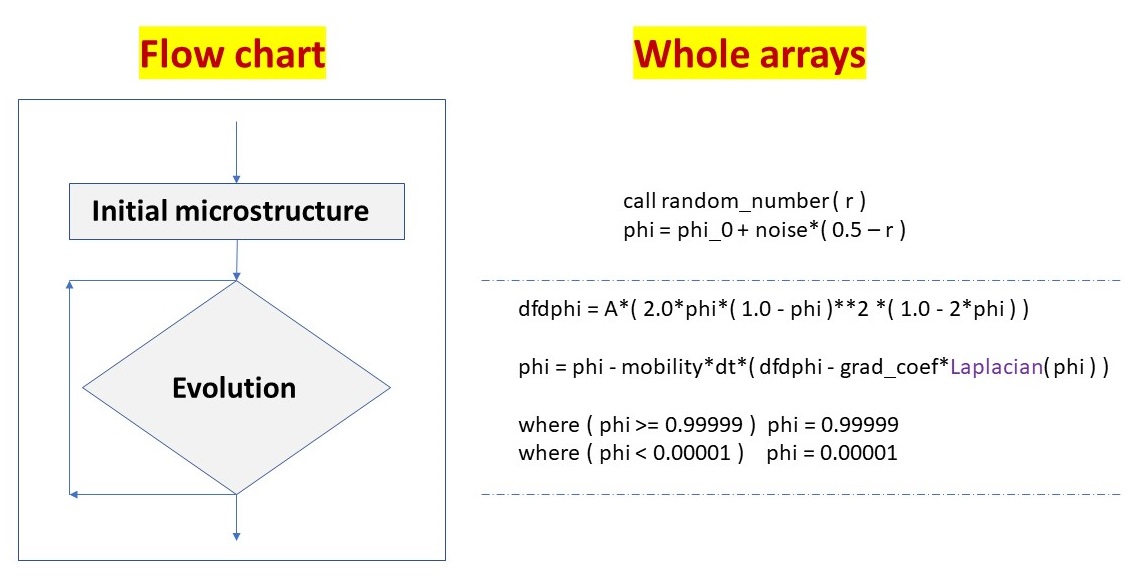 Flow chart
Whole arrays
Initial microstructure
call random_number( r )
phi = phi_0 + noise*( 0.5 – r )
Evolution
dfdphi = A*( 2.0*phi*( 1.0 - phi )**2 *( 1.0 - 2*phi ) )
phi = phi - mobility*dt*( dfdphi - grad_coef*Laplacian( phi ) )
where ( phi >= 0.99999 ) phi = 0.99999
where ( phi < 0.00001 ) phi = 0.00001